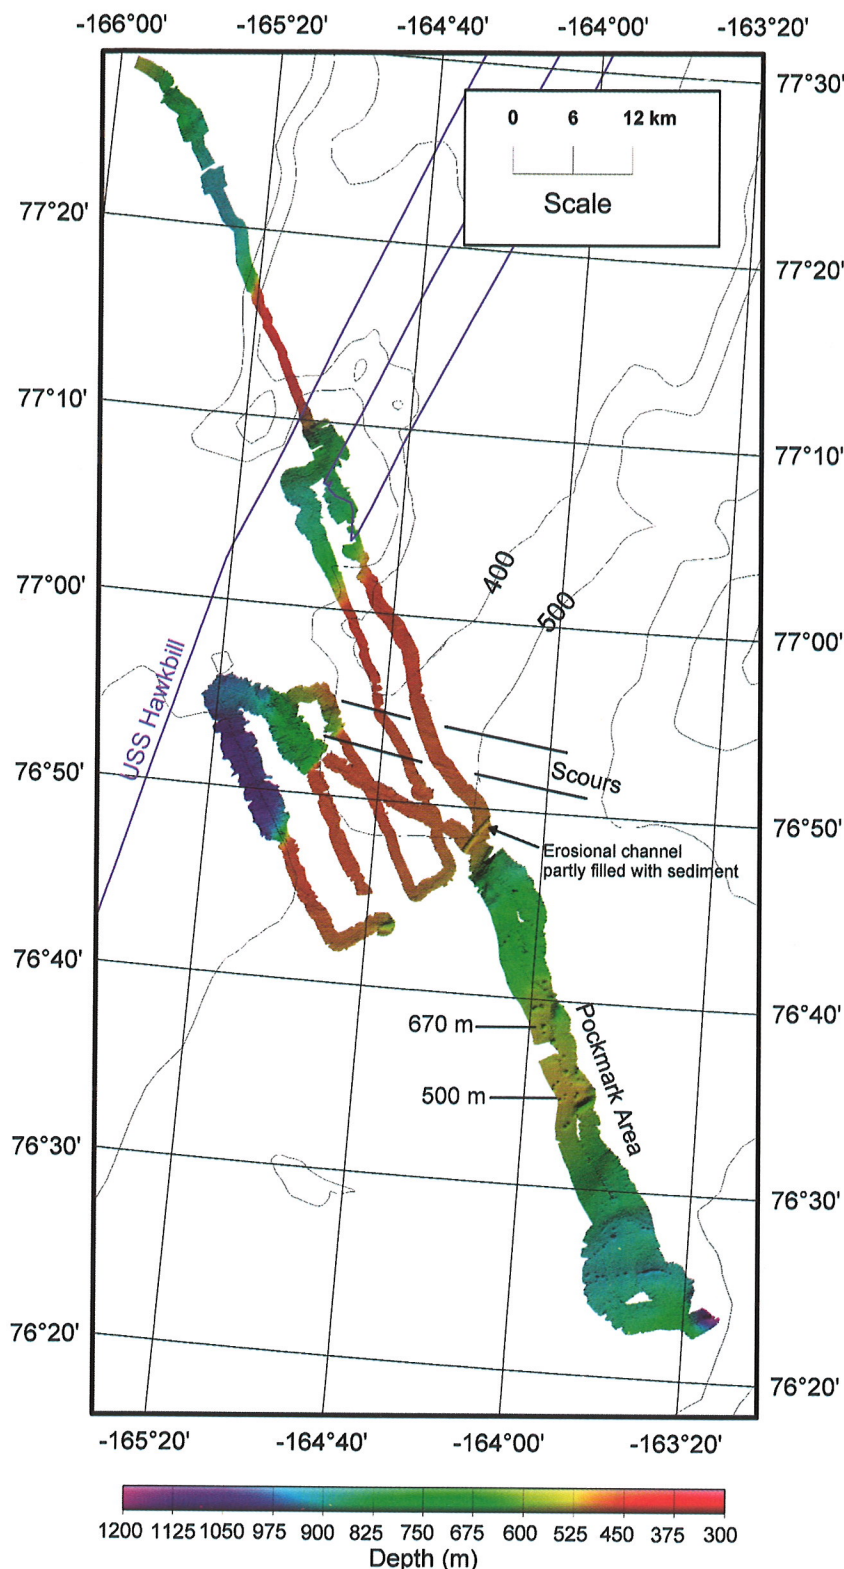 -166°00' -165°20' -164°40' -164°00' -163°20'
77°30'
0 6 12 km
Scale
77°20'
77°20'
77°10'
77°10'
400
500
77°00'
77°00'
USS Hawkbill
Scours
76°50'
76°50'
Erosional channel
partly filled with sediment
76°40'
76°40'
670 m
Pockmark Area
500 m
76°30'
76°30'
76°20'
76°20'
-165°20' -164°40' -164°00' -163°20'
1200 1125 1050 975 900 825 750 675 600 525 450 375 300
Depth (m)